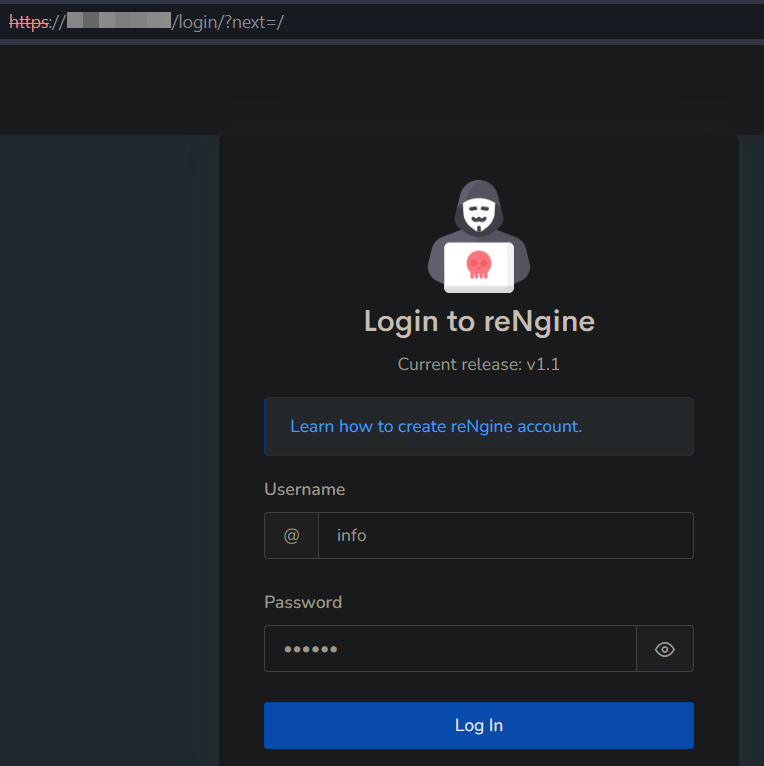 https:// /login/?next=/
Login to reNgine
Current release: v1.1
Learn how to create reNgine account.
Username
@ info
Password
••••••
Log In